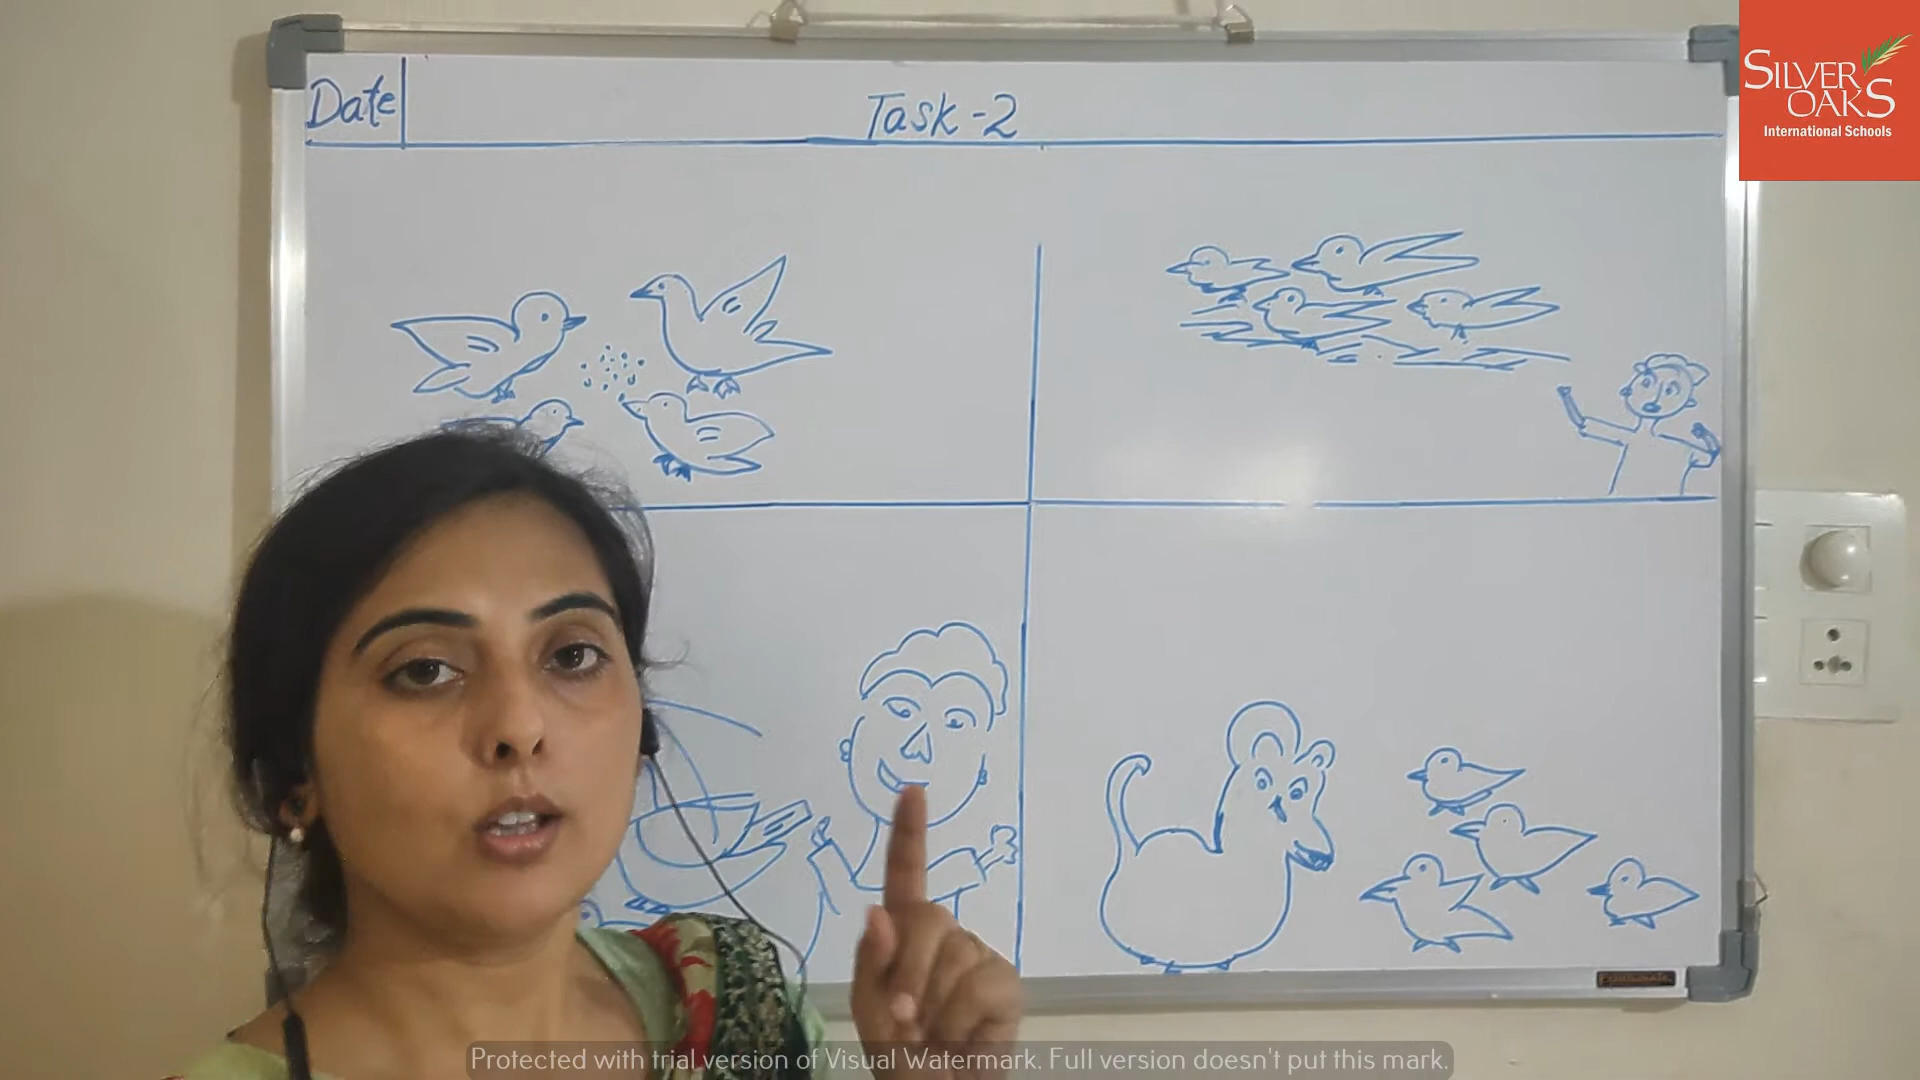 Date
Task-2
SILVER
OAKS
International Schools
Protected with trial version of Visual Watermark. Full version doesn't put this mark.